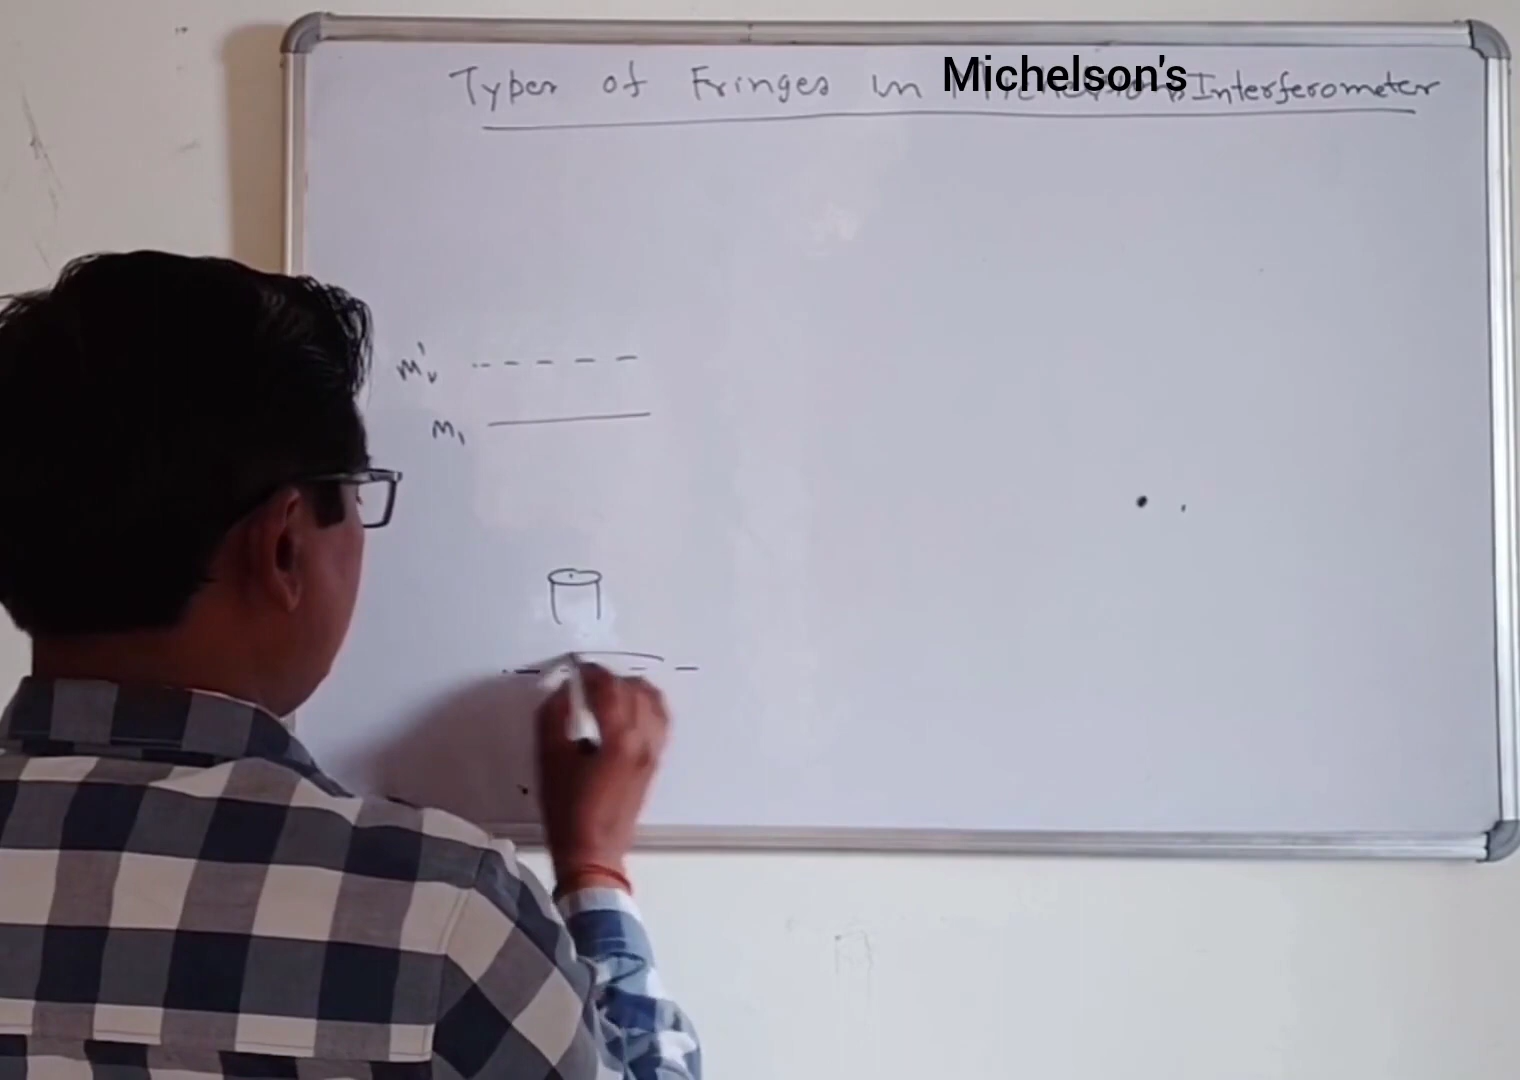 Types of Fringes in Michelson's Interferometer
M'₂
M₁